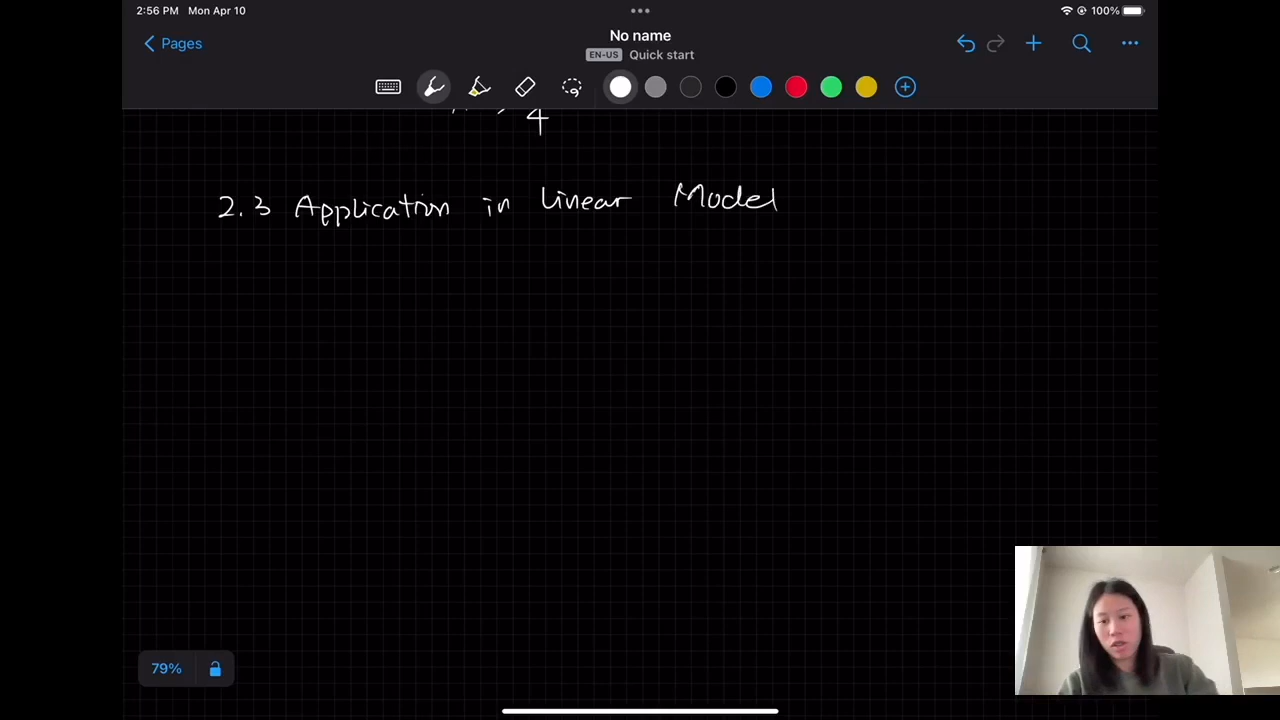 2:56 PM Mon Apr 10
100%
Pages
No name
EN-US Quick start
4
2.3 Application in Linear Model
79%